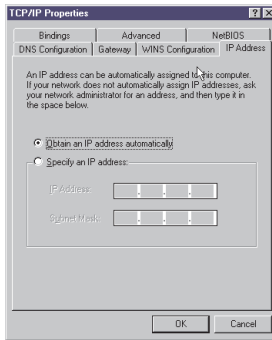 TCP/IP Properties
Bindings Advanced NetBIOS
DNS Configuration Gateway WINS Configuration IP Address
An IP address can be automatically assigned to this computer.
If your network does not automatically assign IP addresses, ask
your network administrator for an address, and then type it in
the space below.
Obtain an IP address automatically
Specify an IP address:
IP Address:
Subnet Mask:
OK Cancel